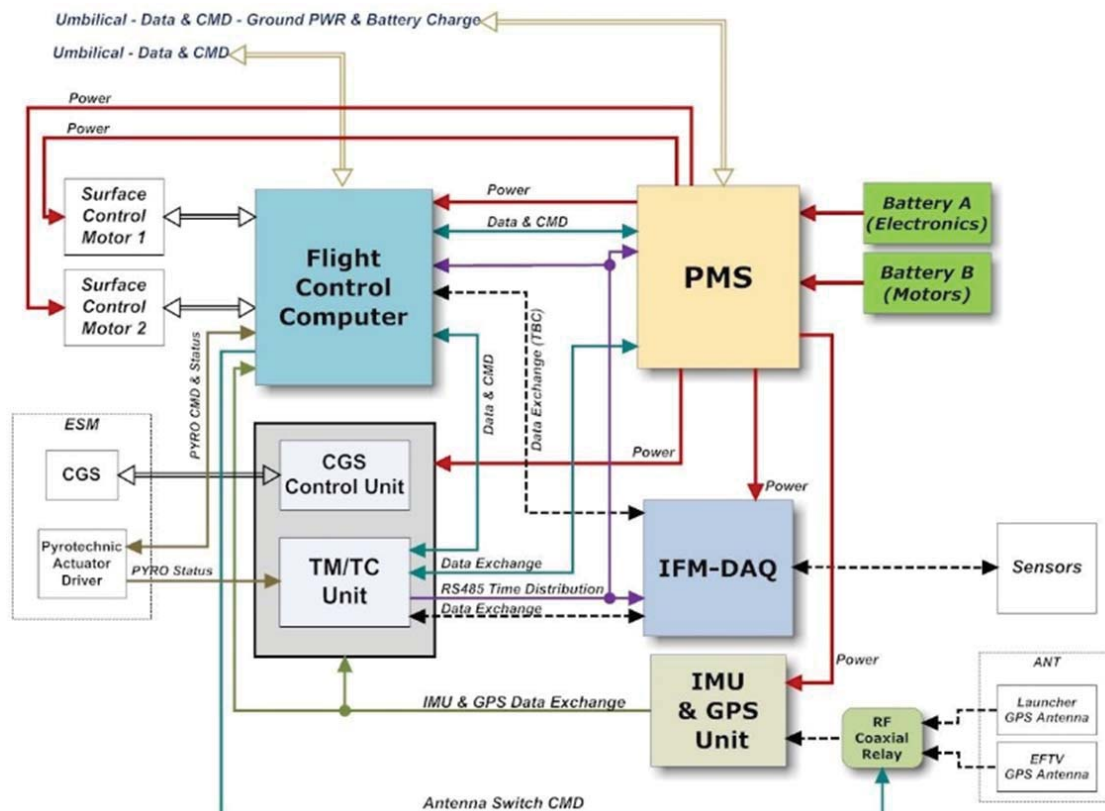 Umbilical - Data & CMD - Ground PWR & Battery Charge
Umbilical - Data & CMD
Power
Power
Surface
Control
Motor 1
Surface
Control
Motor 2
Flight
Control
Computer
Power
Data & CMD
PMS
Battery A
(Electronics)
Battery B
(Motors)
PYRO CMD & Status
Data & CMD
Data Exchange (TBC)
ESM
CGS
Pyrotechnic
Actuator
Driver
PYRO Status
CGS
Control Unit
TM/TC
Unit
Power
Power
Data Exchange
RS485 Time Distribution
Data Exchange
IFM-DAQ
Sensors
Power
IMU & GPS Data Exchange
IMU
& GPS
Unit
RF
Coaxial
Relay
ANT
Launcher
GPS Antenna
EFTV
GPS Antenna
Antenna Switch CMD